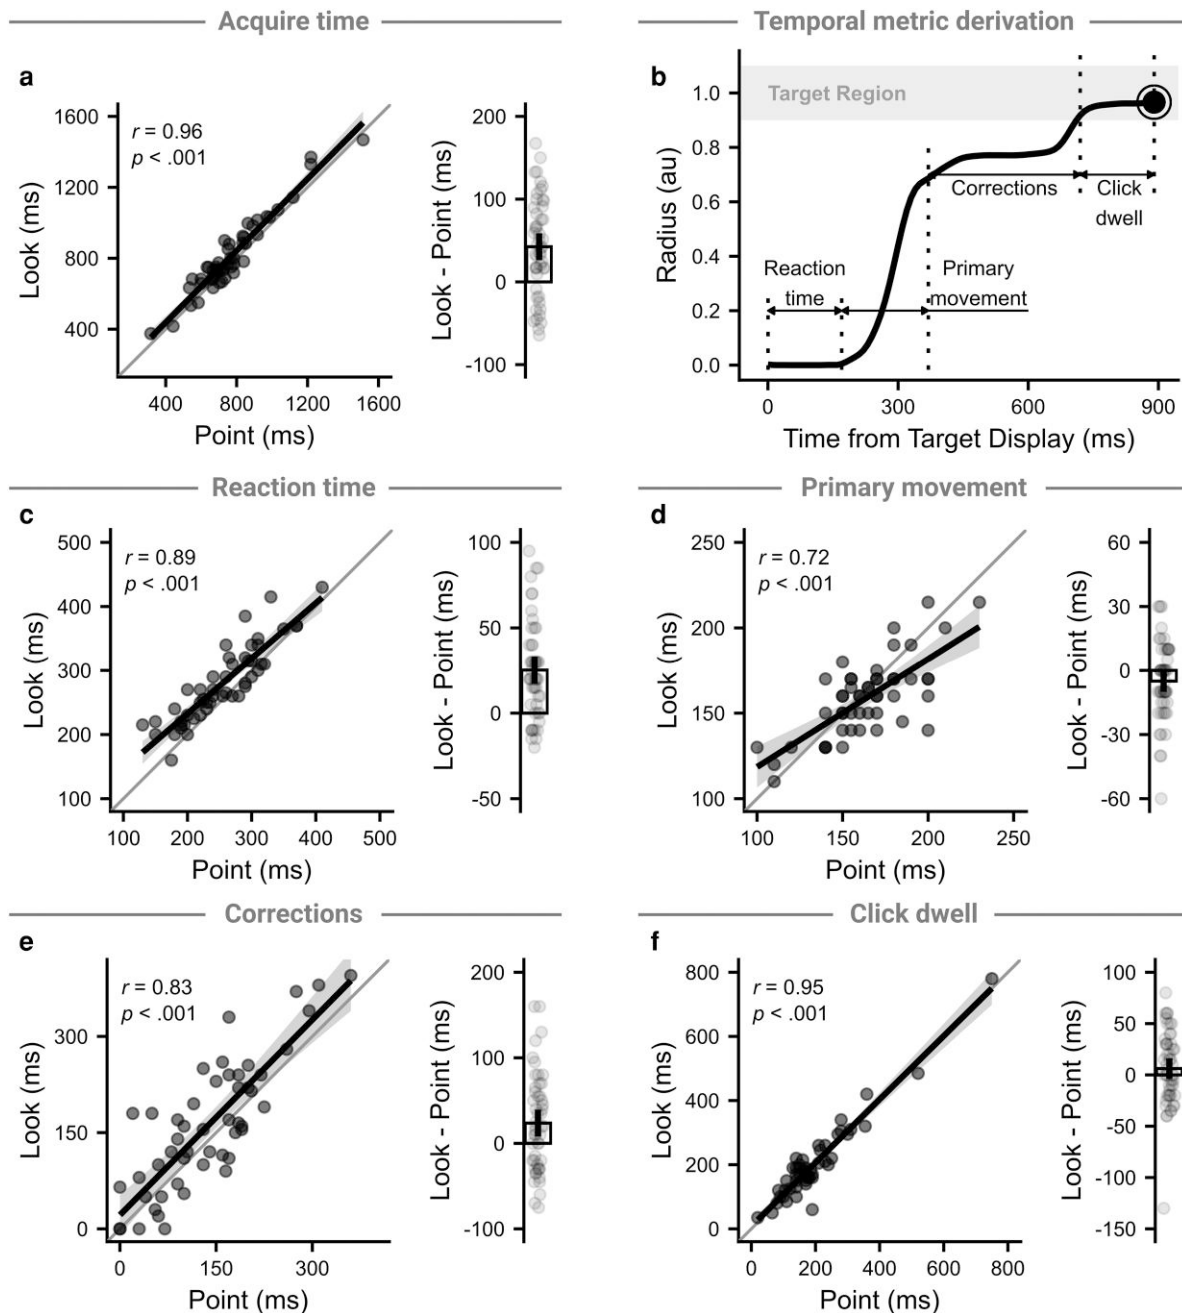 Acquire time
Temporal metric derivation
a
r = 0.96
p < .001
1600
1200
800
400
Look (ms)
400 800 1200 1600
Point (ms)
200
100
0
-100
Look - Point (ms)
b
Target Region
1.0
0.8
0.6
0.4
0.2
0.0
Radius (au)
Corrections
Click
dwell
Reaction
time
Primary
movement
0 300 600 900
Time from Target Display (ms)
Reaction time
Primary movement
c
r = 0.89
p < .001
500
400
300
200
100
Look (ms)
100 200 300 400 500
Point (ms)
100
50
0
-50
Look - Point (ms)
d
r = 0.72
p < .001
250
200
150
100
Look (ms)
100 150 200 250
Point (ms)
60
30
0
-30
-60
Look - Point (ms)
Corrections
Click dwell
e
r = 0.83
p < .001
300
150
0
Look (ms)
0 150 300
Point (ms)
200
100
0
-100
Look - Point (ms)
f
r = 0.95
p < .001
800
600
400
200
0
Look (ms)
0 200 400 600 800
Point (ms)
100
50
0
-50
-100
-150
Look - Point (ms)